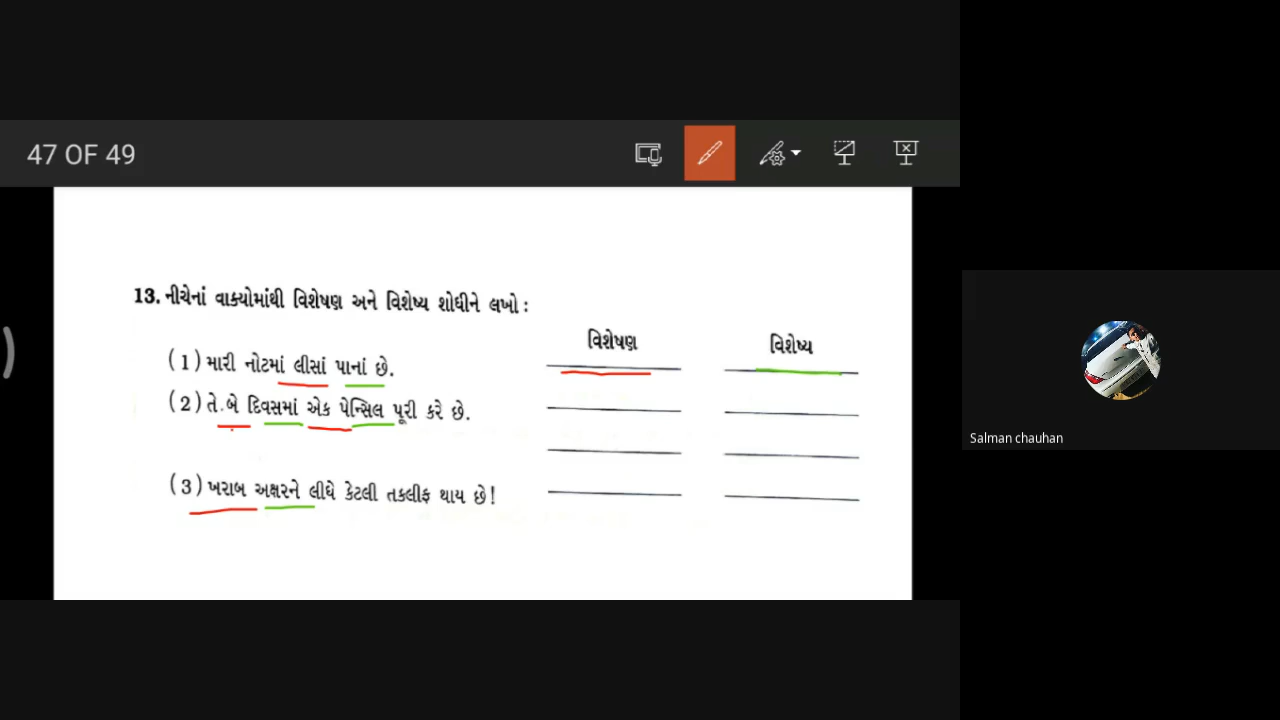 47 OF 49
13. નીચેનાં વાક્યોમાંથી વિશેષણ અને વિશેષ્ય શોધીને લખો :
વિશેષણ વિશેષ્ય
(1) મારી નોટમાં લીસાં પાનાં છે.
(2) તે બે દિવસમાં એક પેન્સિલ પૂરી કરે છે.
(3) ખરાબ અક્ષરને લીધે કેટલી તકલીફ થાય છે!
Salman chauhan